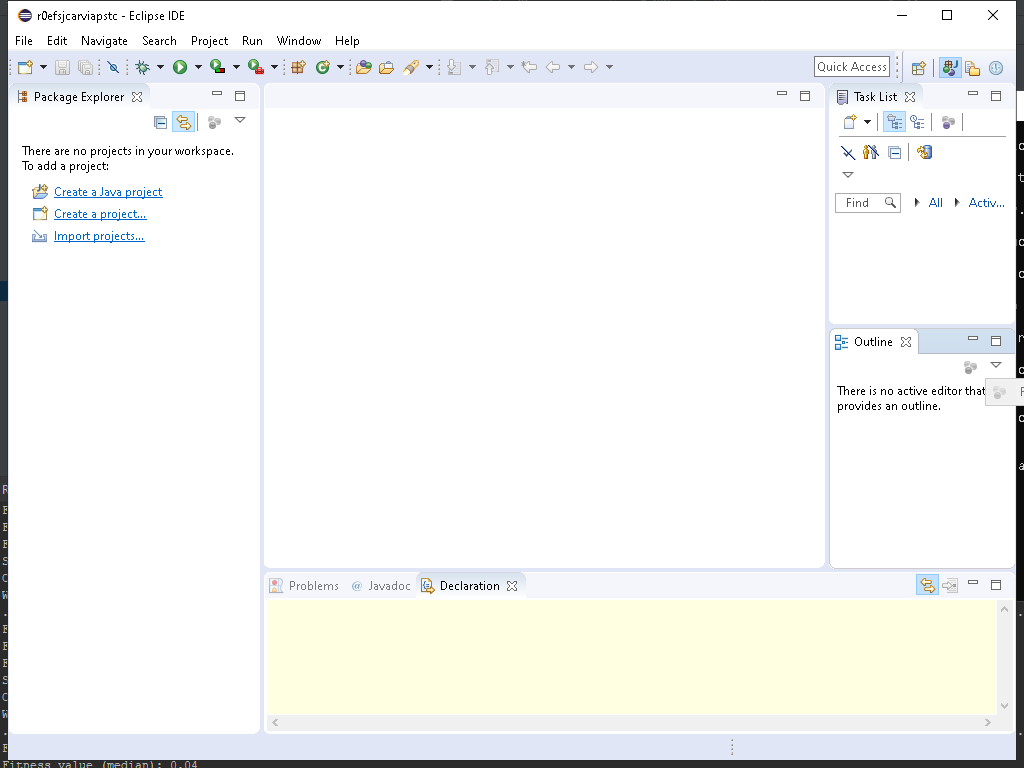 r0efsjcarviapstc - Eclipse IDE
File Edit Navigate Search Project Run Window Help
Quick Access
Package Explorer
There are no projects in your workspace.
To add a project:
Create a Java project
Create a project...
Import projects...
Task List
Find All Activ...
Outline
There is no active editor that
provides an outline.
Problems @ Javadoc Declaration
Fitness value (median): 0.04